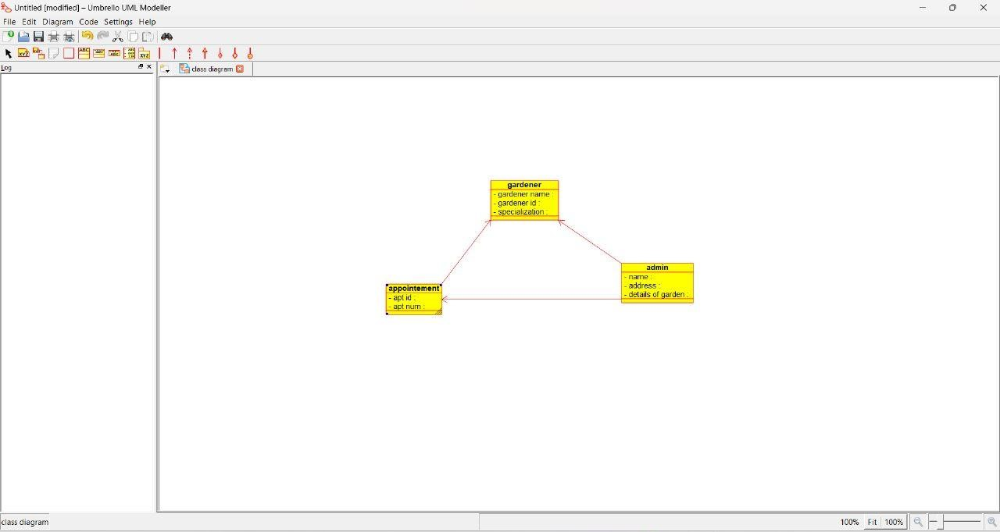 Untitled [modified] – Umbrello UML Modeller
File Edit Diagram Code Settings Help
Log
class diagram
gardener
- gardener name :
- gardener id :
- specialization :
admin
- name :
- address :
- details of garden :
appointement
- apt id :
- apt num :
class diagram
100% Fit 100%